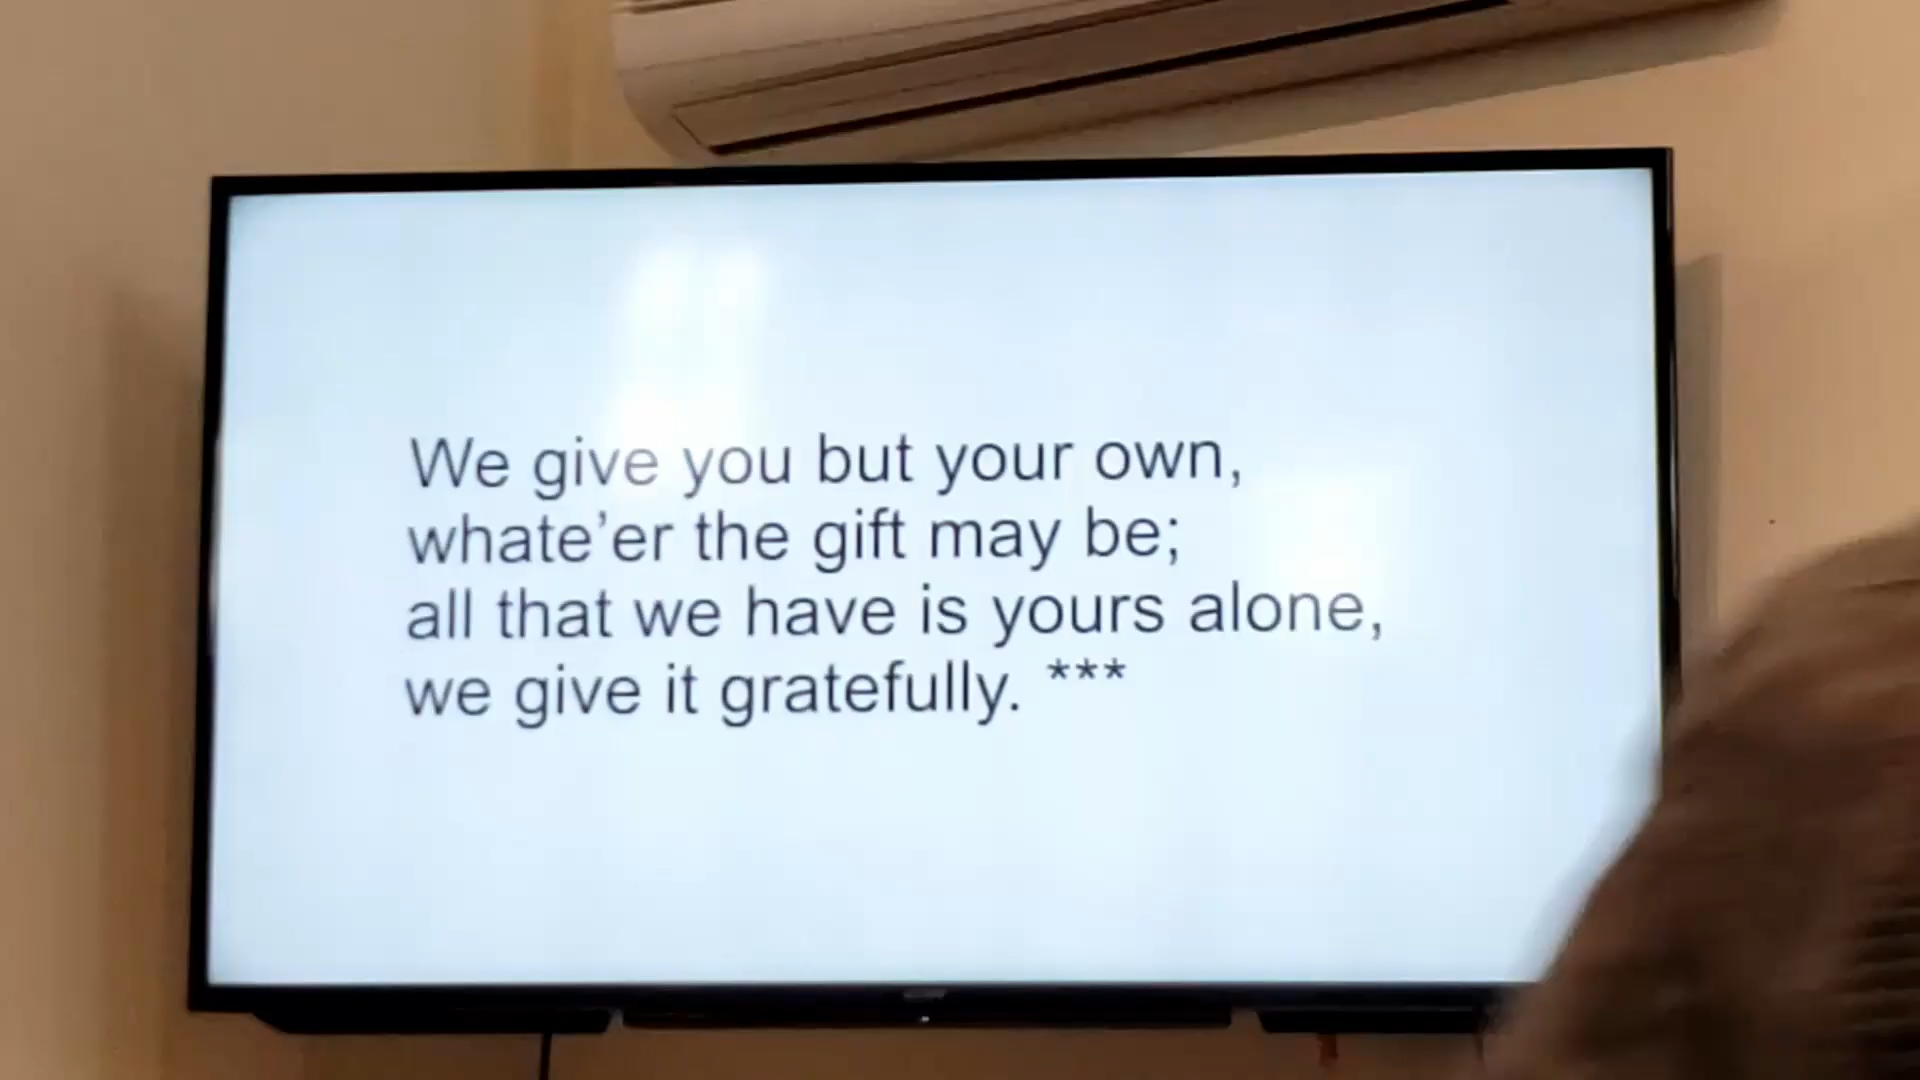 We give you but your own,
whate’er the gift may be;
all that we have is yours alone,
we give it gratefully. ***